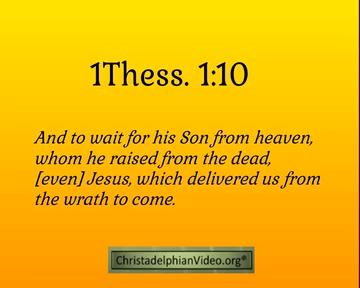 1Thess. 1:10
And to wait for his Son from heaven,
whom he raised from the dead,
[even] Jesus, which delivered us from
the wrath to come.
ChristadelphianVideo.org®